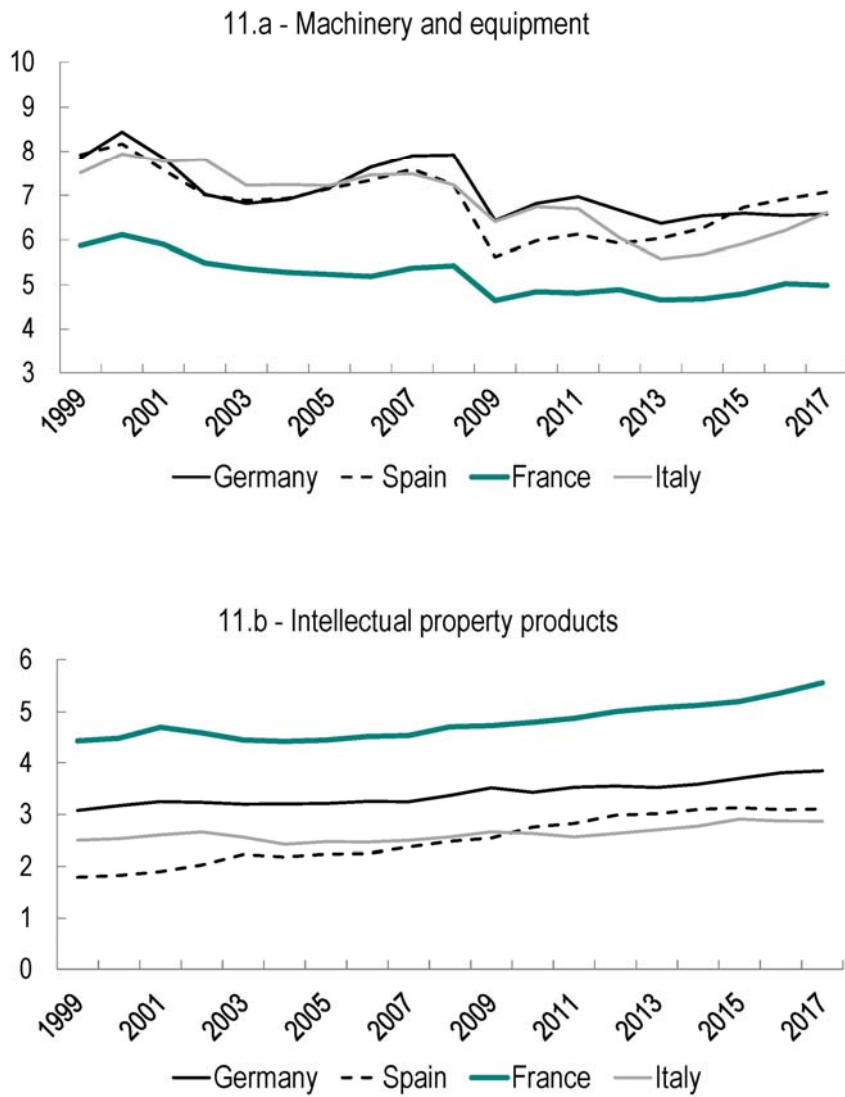 11.a - Machinery and equipment
10
9
8
7
6
5
4
3
1999 2001 2003 2005 2007 2009 2011 2013 2015 2017
Germany Spain France Italy
11.b - Intellectual property products
6
5
4
3
2
1
0
1999 2001 2003 2005 2007 2009 2011 2013 2015 2017
Germany Spain France Italy